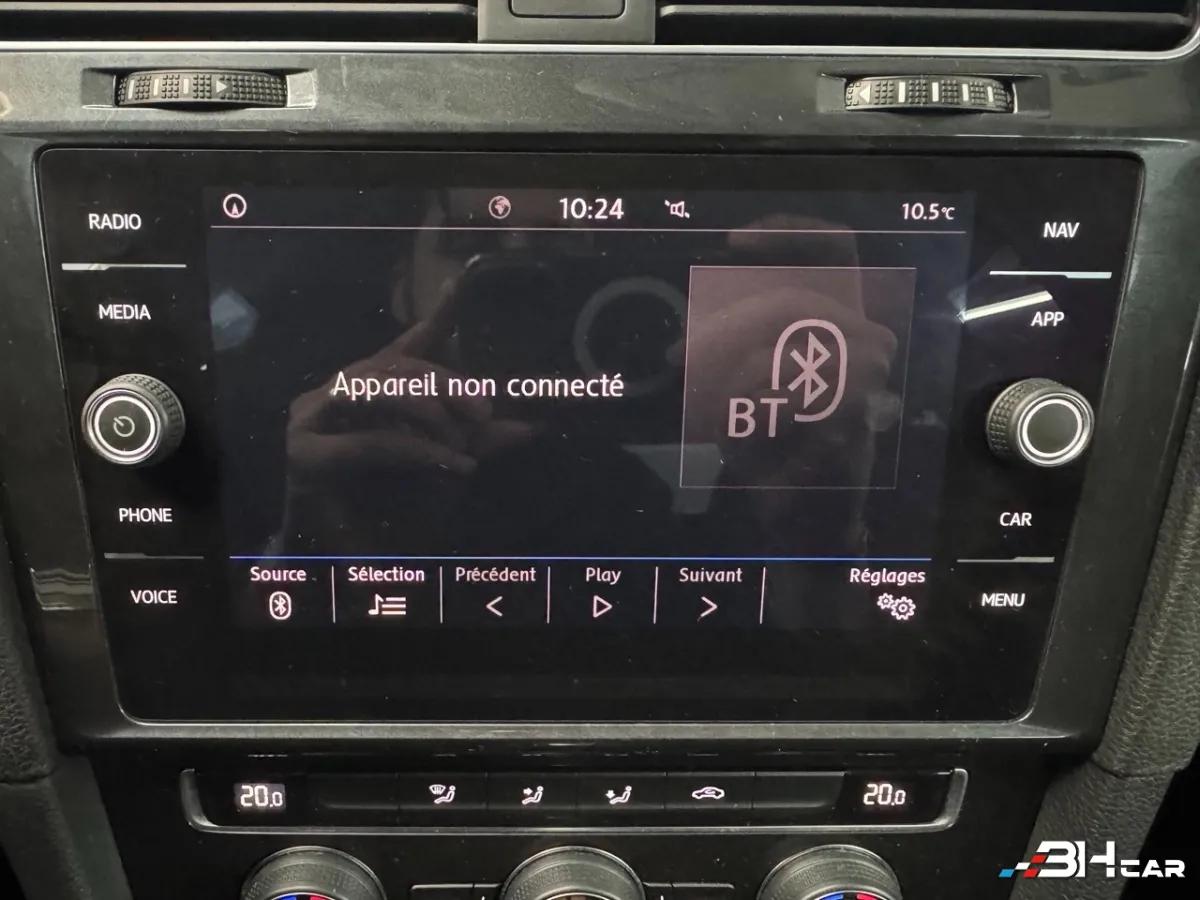 10:24
10.5°C
RADIO
NAV
MEDIA
APP
Appareil non connecté
BT
PHONE
CAR
VOICE
MENU
Source
Sélection
Précédent
Play
Suivant
Réglages
20.0
20.0
BHCAR